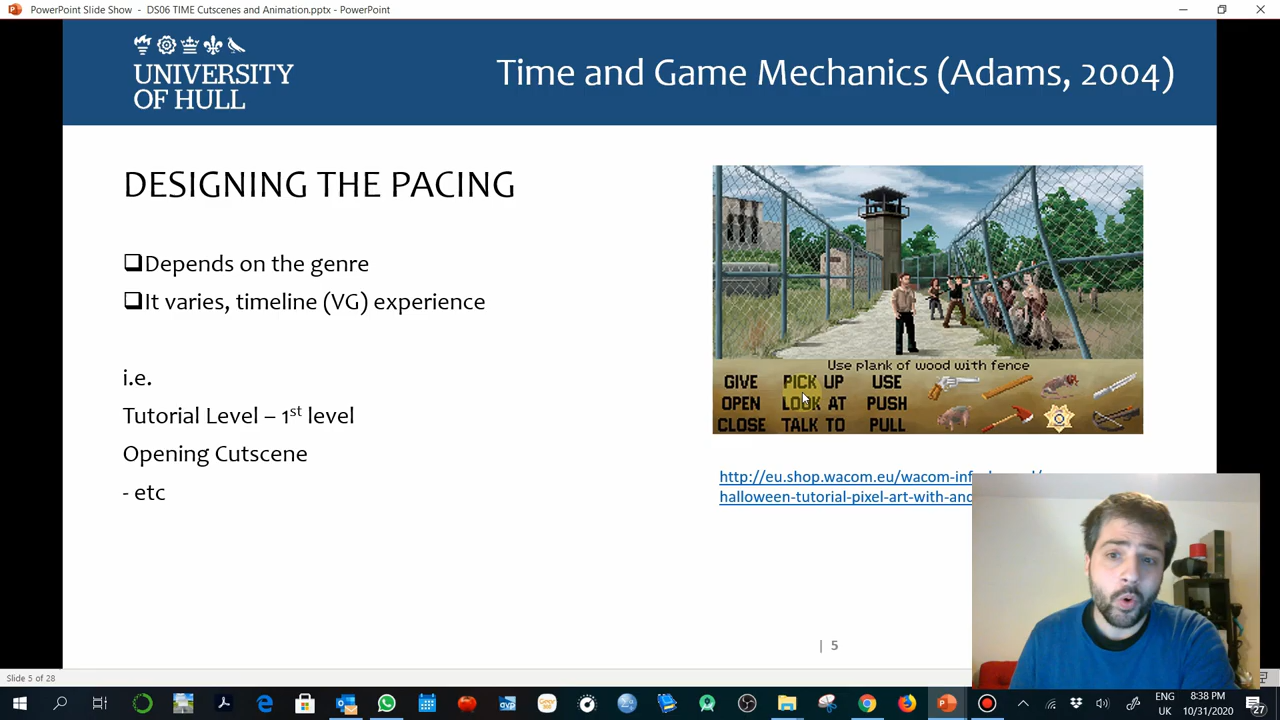 PowerPoint Slide Show - DS06 TIME Cutscenes and Animation.pptx - PowerPoint
UNIVERSITY
OF HULL
Time and Game Mechanics (Adams, 2004)
DESIGNING THE PACING
Depends on the genre
It varies, timeline (VG) experience
i.e.
Tutorial Level – 1st level
Opening Cutscene
- etc
Use plank of wood with fence
GIVE PICK UP USE
OPEN LOOK AT PUSH
CLOSE TALK TO PULL
http://eu.shop.wacom.eu/wacom-inf
halloween-tutorial-pixel-art-with-and
| 5
Slide 5 of 28
ENG
UK
8:38 PM
10/31/2020
27